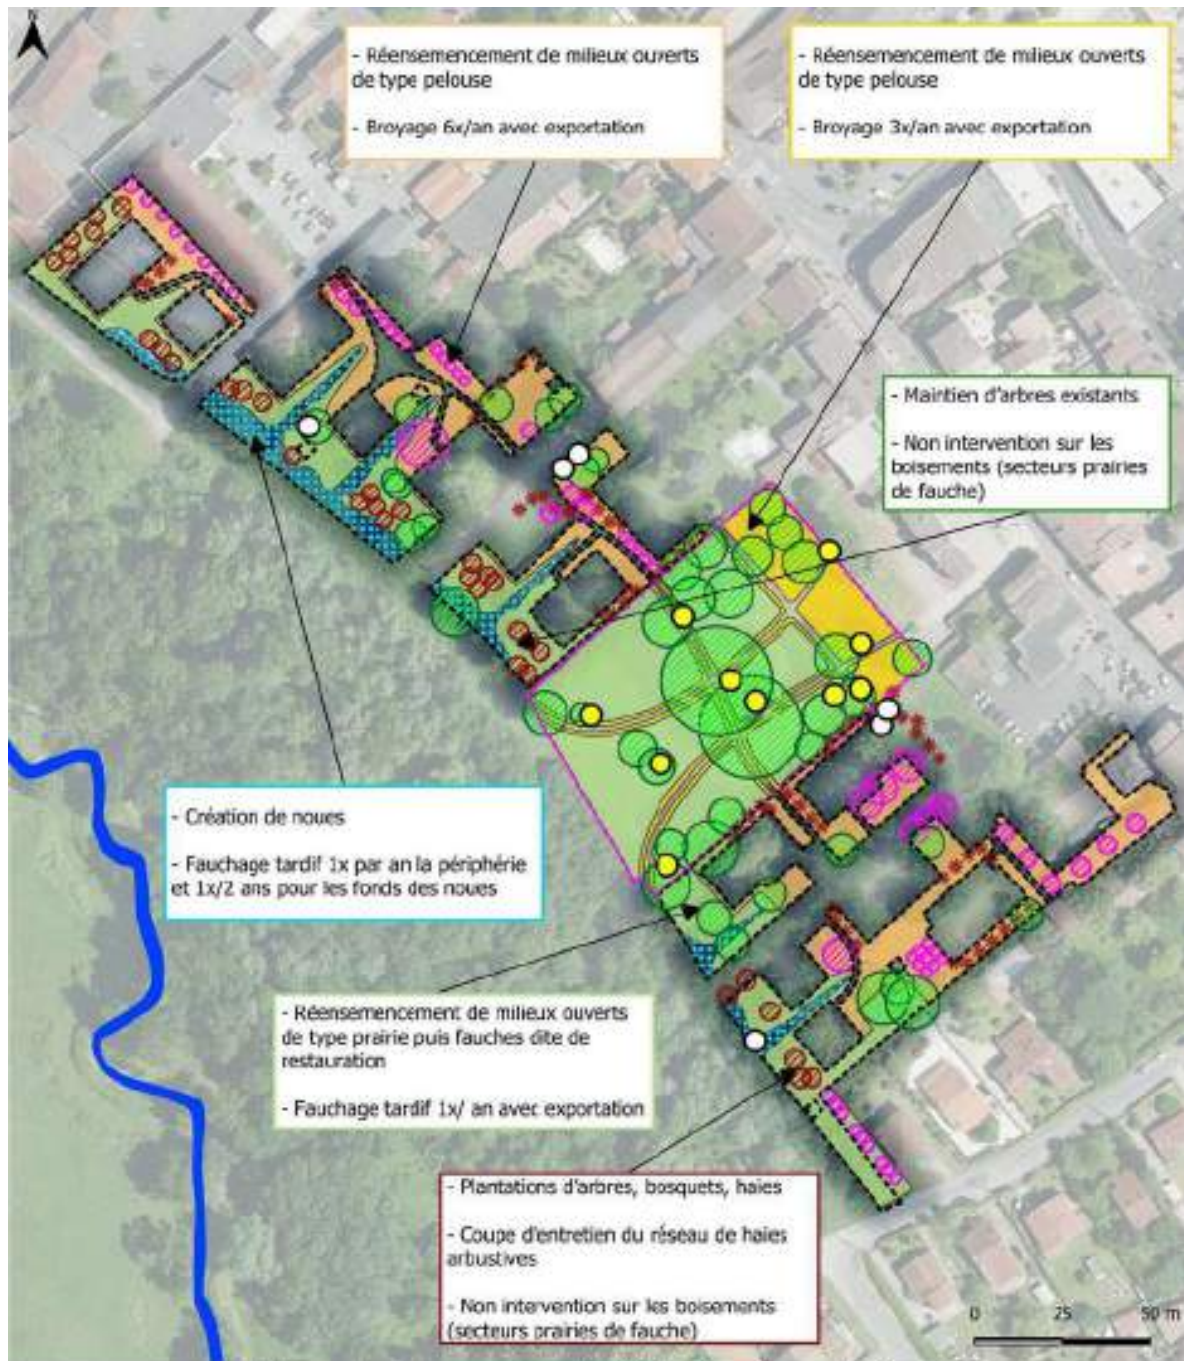 N
- Réensemencement de milieux ouverts
de type pelouse
- Broyage 6x/an avec exportation
- Réensemencement de milieux ouverts
de type pelouse
- Broyage 3x/an avec exportation
- Maintien d'arbres existants
- Non intervention sur les
boisements (secteurs prairies
de fauche)
- Création de noues
- Fauchage tardif 1x par an la périphérie
et 1x/2 ans pour les fonds des noues
- Réensemencement de milieux ouverts
de type prairie puis fauches dite de
restauration
- Fauchage tardif 1x/ an avec exportation
- Plantations d'arbres, bosquets, haies
- Coupe d'entretien du réseau de haies
arbustives
- Non intervention sur les boisements
(secteurs prairies de fauche)
0 25 50 m